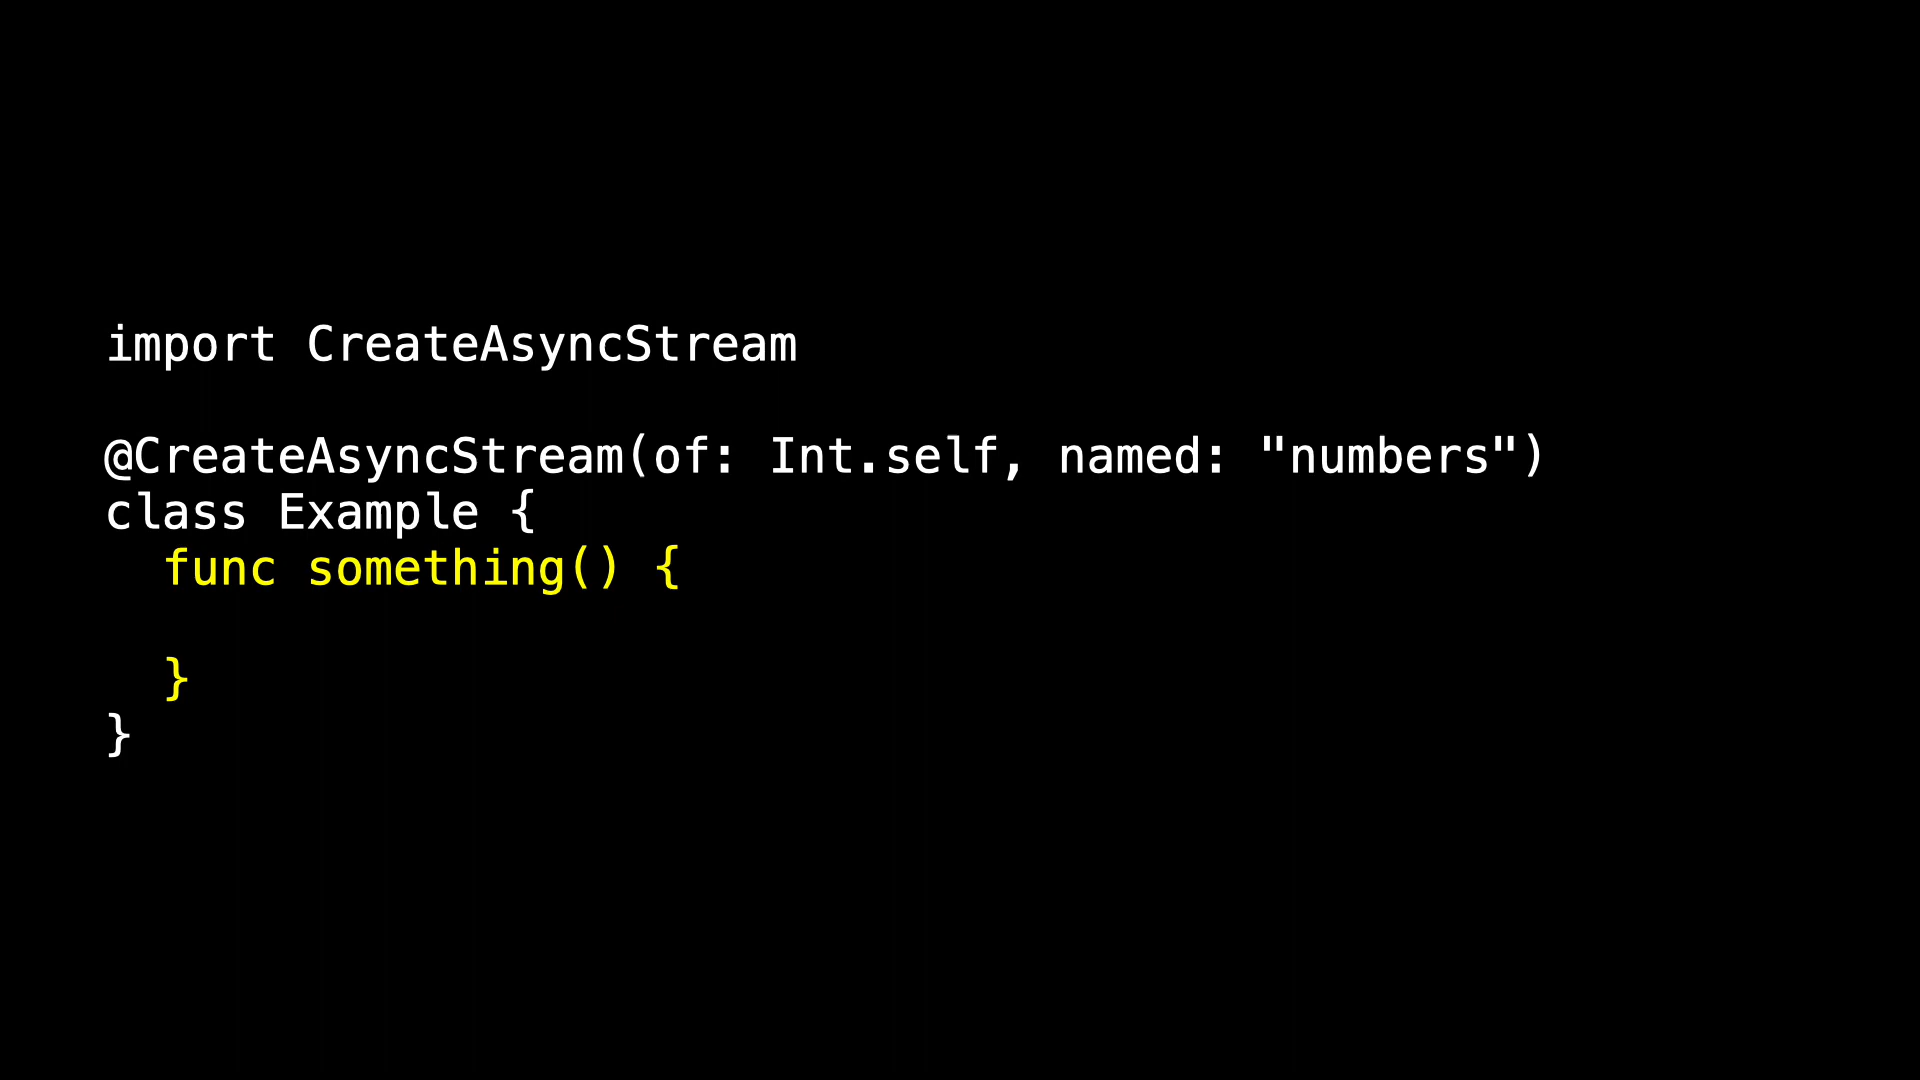 import CreateAsyncStream
@CreateAsyncStream(of: Int.self, named: "numbers")
class Example {
  func something() {
  }
}